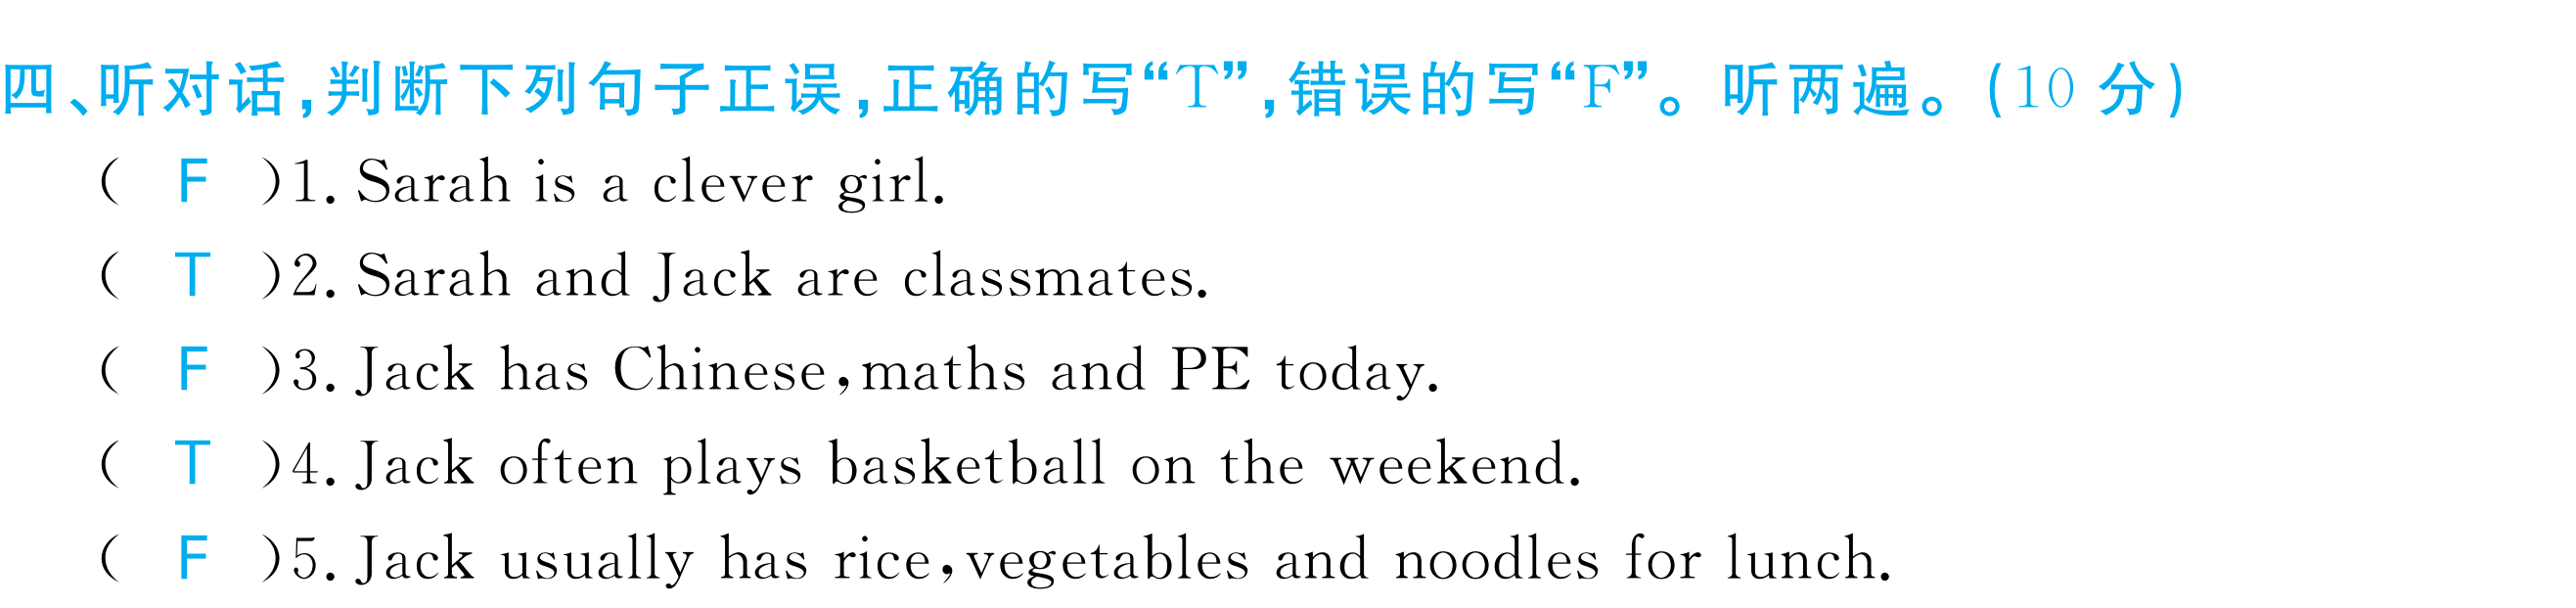 四、听对话,判断下列句子正误,正确的写“T”,错误的写“F”。听两遍。(10 分)
( F )1. Sarah is a clever girl.
( T )2. Sarah and Jack are classmates.
( F )3. Jack has Chinese,maths and PE today.
( T )4. Jack often plays basketball on the weekend.
( F )5. Jack usually has rice,vegetables and noodles for lunch.